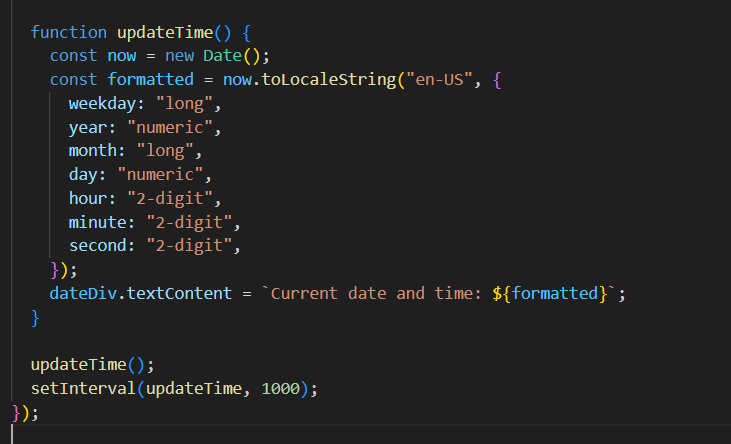 function updateTime() {
const now = new Date();
const formatted = now.toLocaleString("en-US", {
weekday: "long",
year: "numeric",
month: "long",
day: "numeric",
hour: "2-digit",
minute: "2-digit",
second: "2-digit",
});
dateDiv.textContent = `Current date and time: ${formatted}`;
}
updateTime();
setInterval(updateTime, 1000);
});